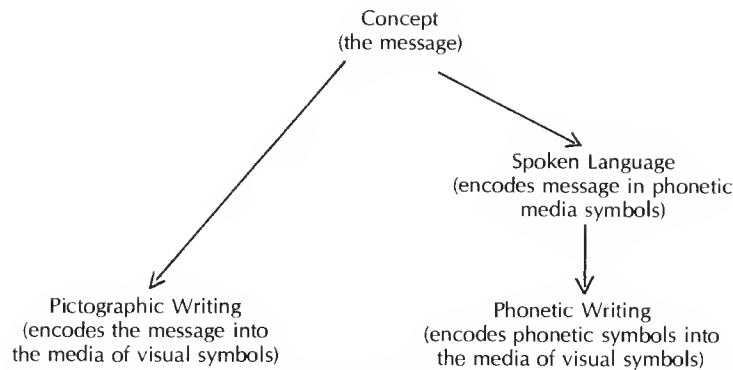 Concept
(the message)
Spoken Language
(encodes message in phonetic
media symbols)
Pictographic Writing
(encodes the message into
the media of visual symbols)
Phonetic Writing
(encodes phonetic symbols into
the media of visual symbols)